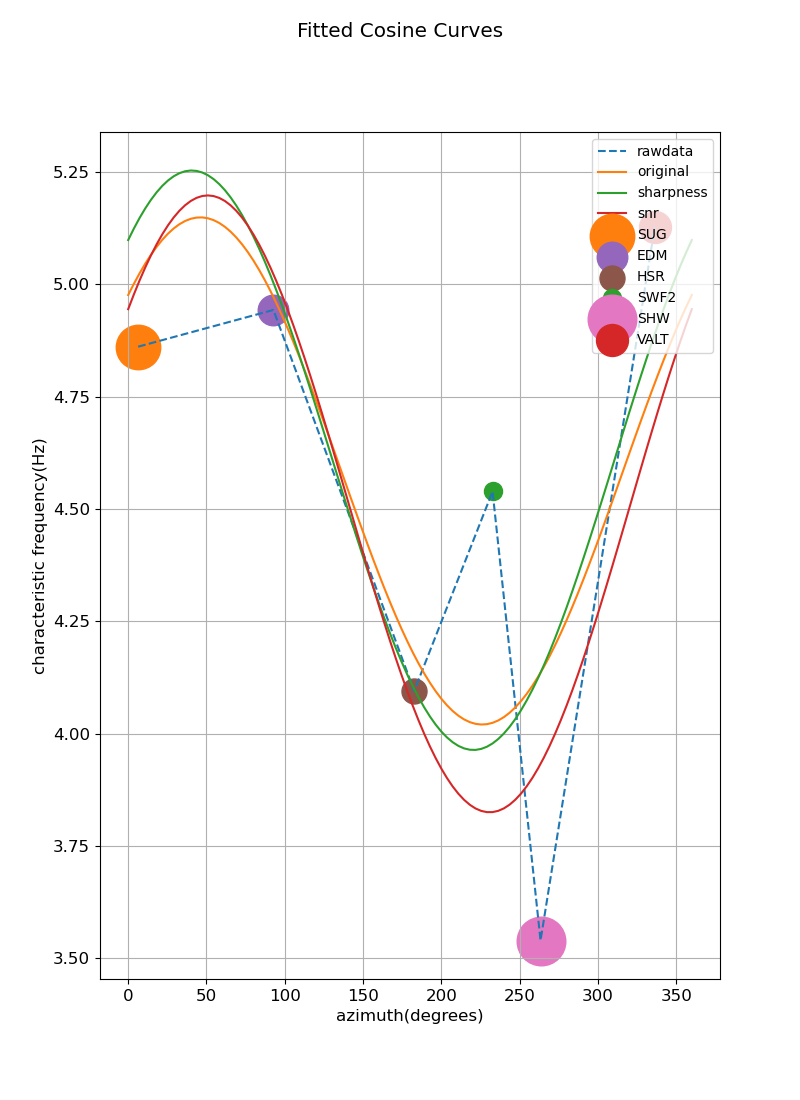 Fitted Cosine Curves
rawdata
original
sharpness
snr
SUG
EDM
HSR
SWF2
SHW
VALT
5.25
5.00
4.75
4.50
4.25
4.00
3.75
3.50
characteristic frequency(Hz)
0 50 100 150 200 250 300 350
azimuth(degrees)